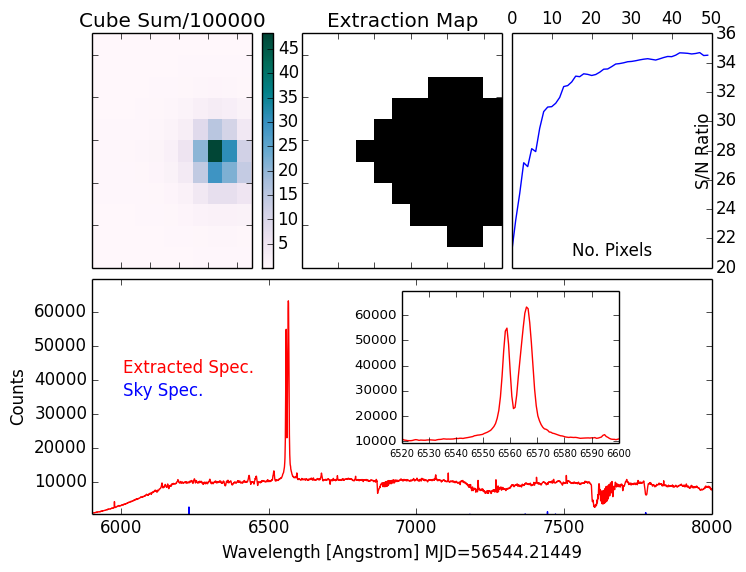 Cube Sum/100000
Extraction Map
0 10 20 30 40 50
45
40
35
30
25
20
15
10
5
36
34
32
30
28
26
24
22
20
S/N Ratio
No. Pixels
60000
50000
40000
30000
20000
10000
Counts
Extracted Spec.
Sky Spec.
60000
50000
40000
30000
20000
10000
6520 6530 6540 6550 6560 6570 6580 6590 6600
6000 6500 7000 7500 8000
Wavelength [Angstrom] MJD=56544.21449